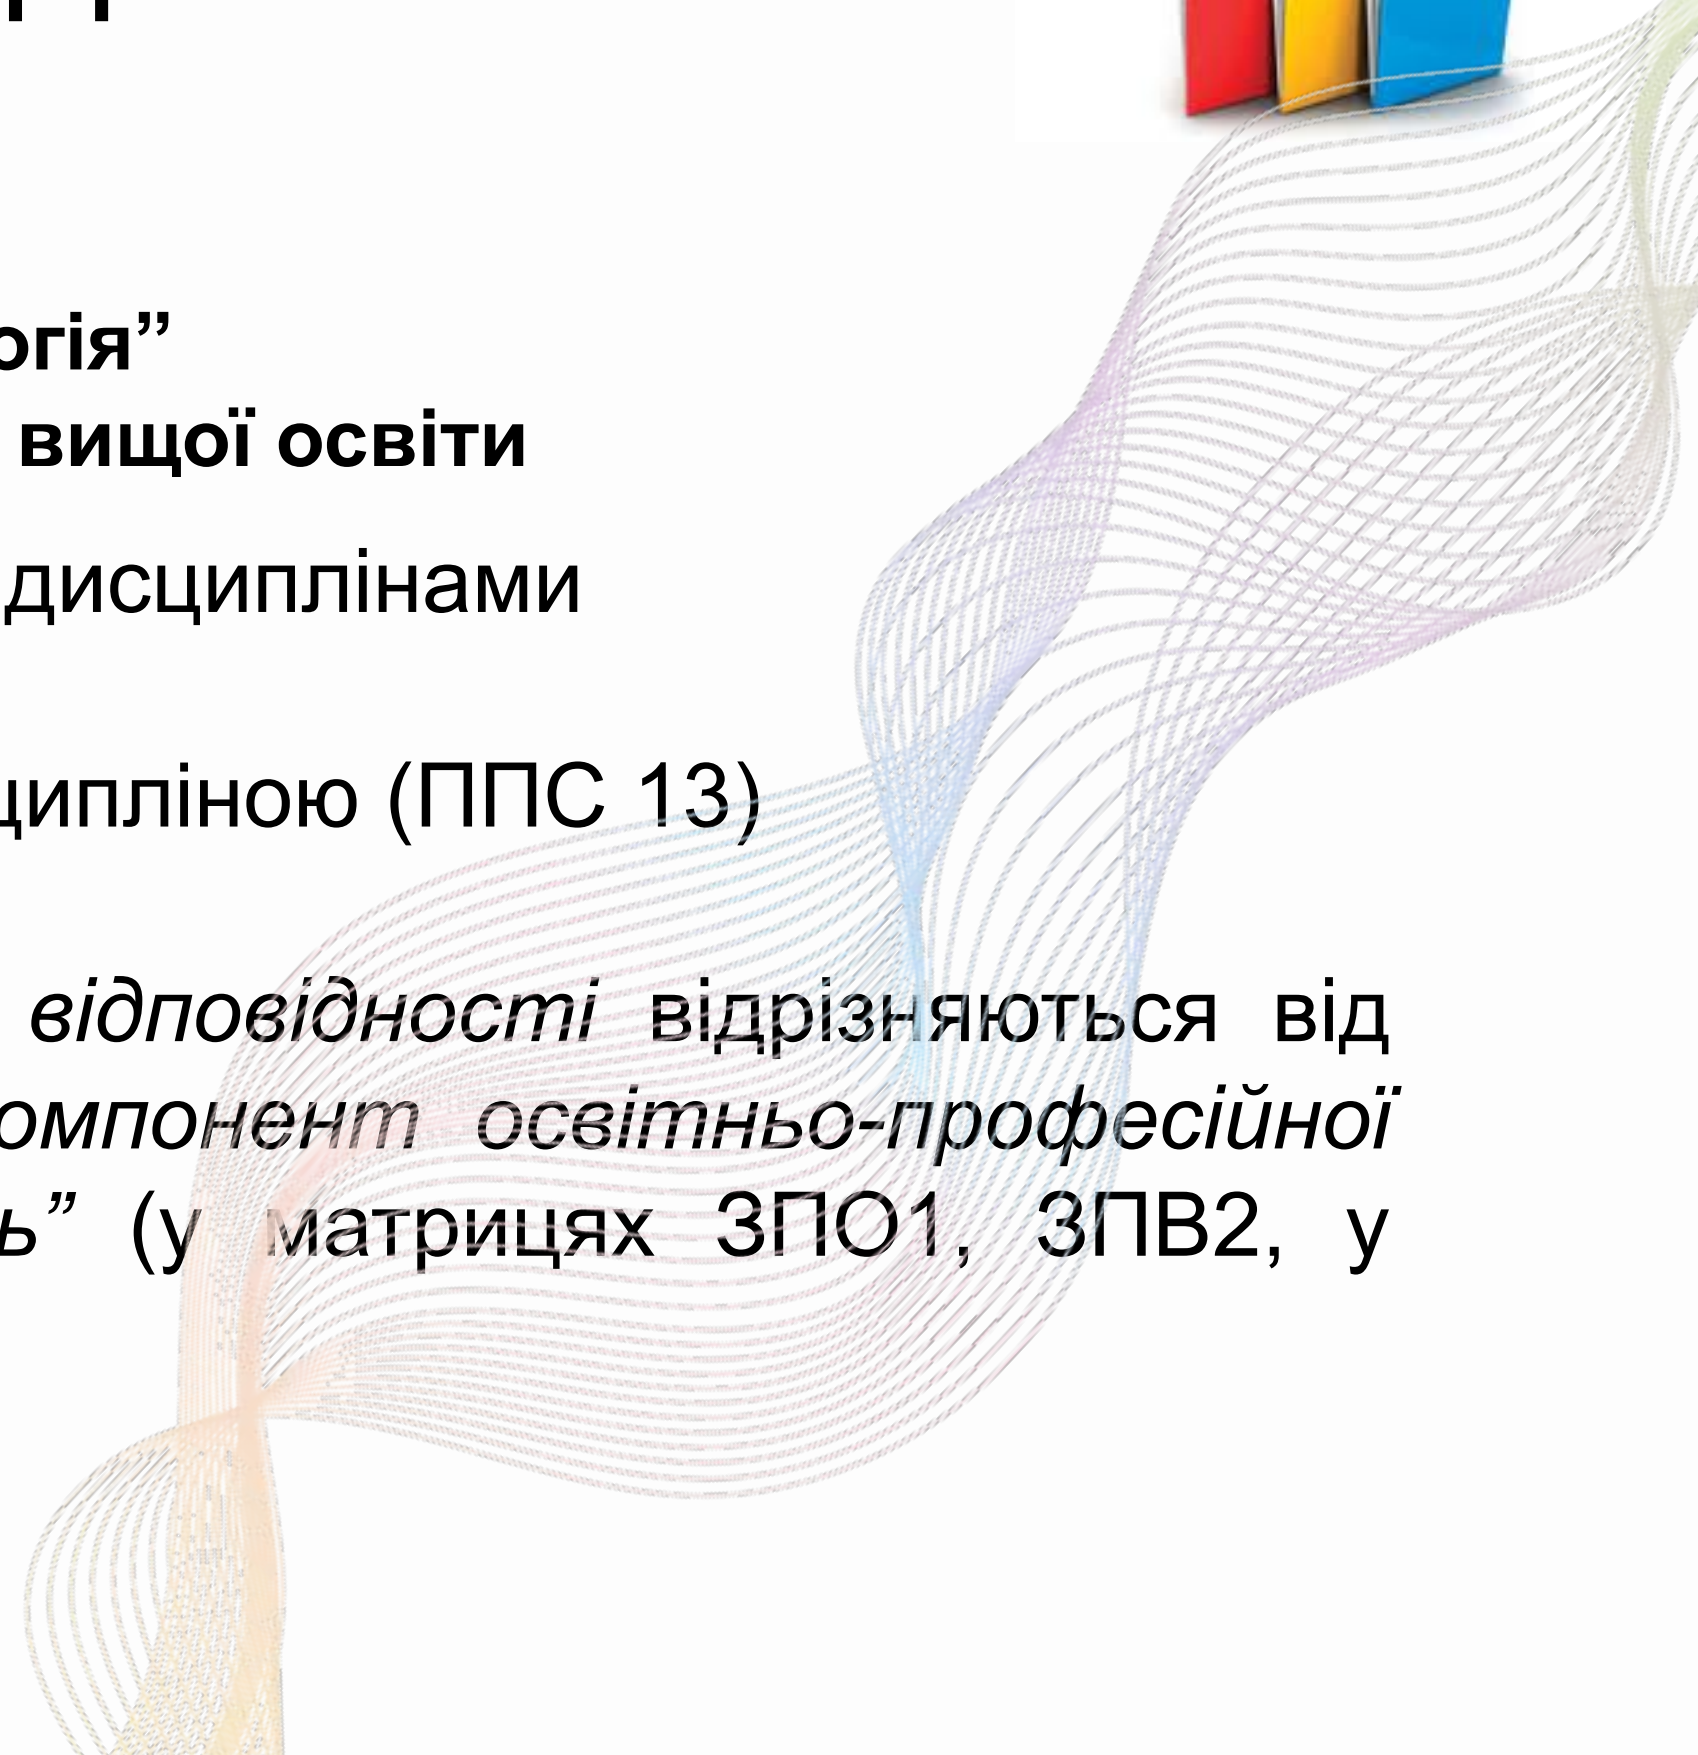 огія”
вищої освіти
дисциплінами
ципліною (ППС 13)
відповідності відрізняються від
омпонент освітньо-професійної
ь” (у матрицях ЗПО1, ЗПВ2, у